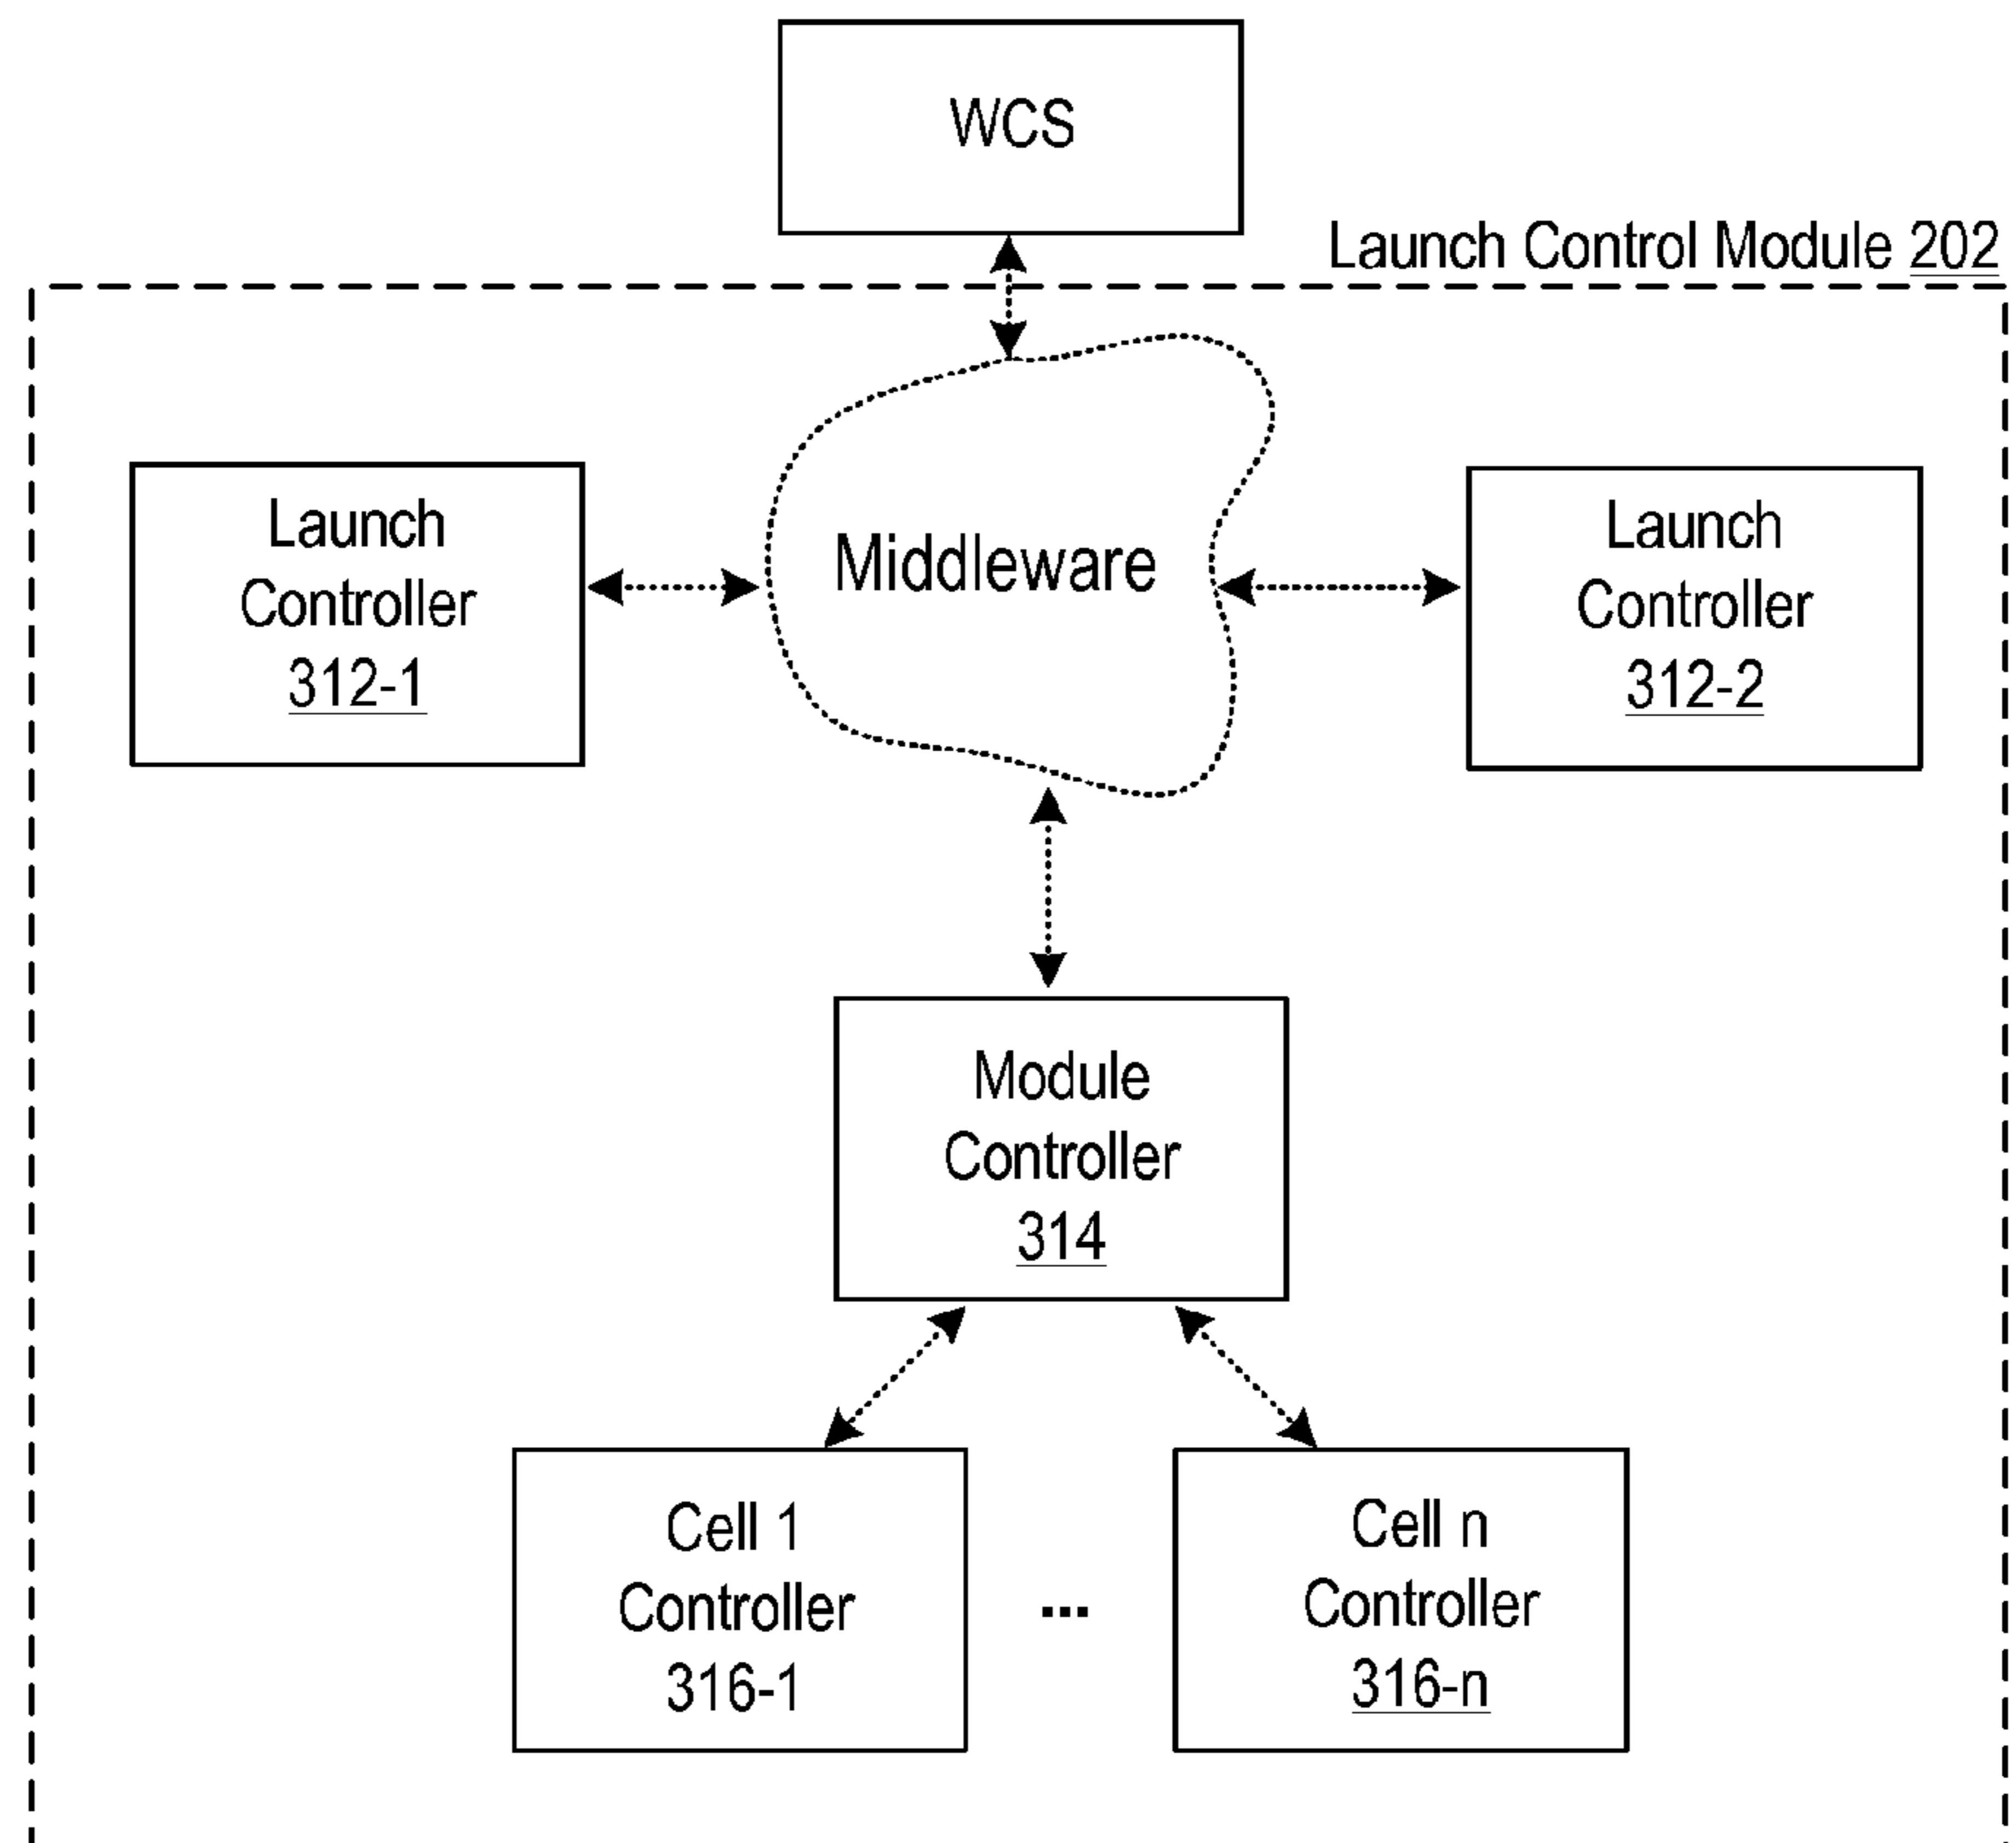 WCS
Launch Control Module 202
Launch
Controller
312-1
Middleware
Launch
Controller
312-2
Module
Controller
314
Cell 1
Controller
316-1
...
Cell n
Controller
316-n